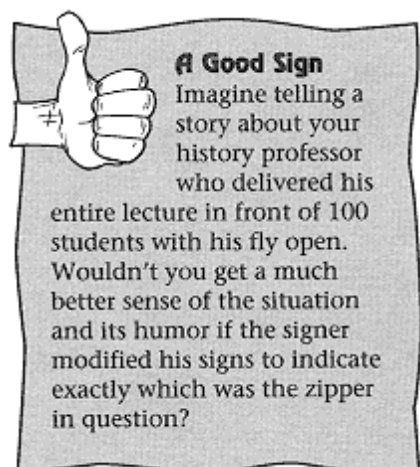 A Good Sign
Imagine telling a
story about your
history professor
who delivered his
entire lecture in front of 100
students with his fly open.
Wouldn't you get a much
better sense of the situation
and its humor if the signer
modified his signs to indicate
exactly which was the zipper
in question?